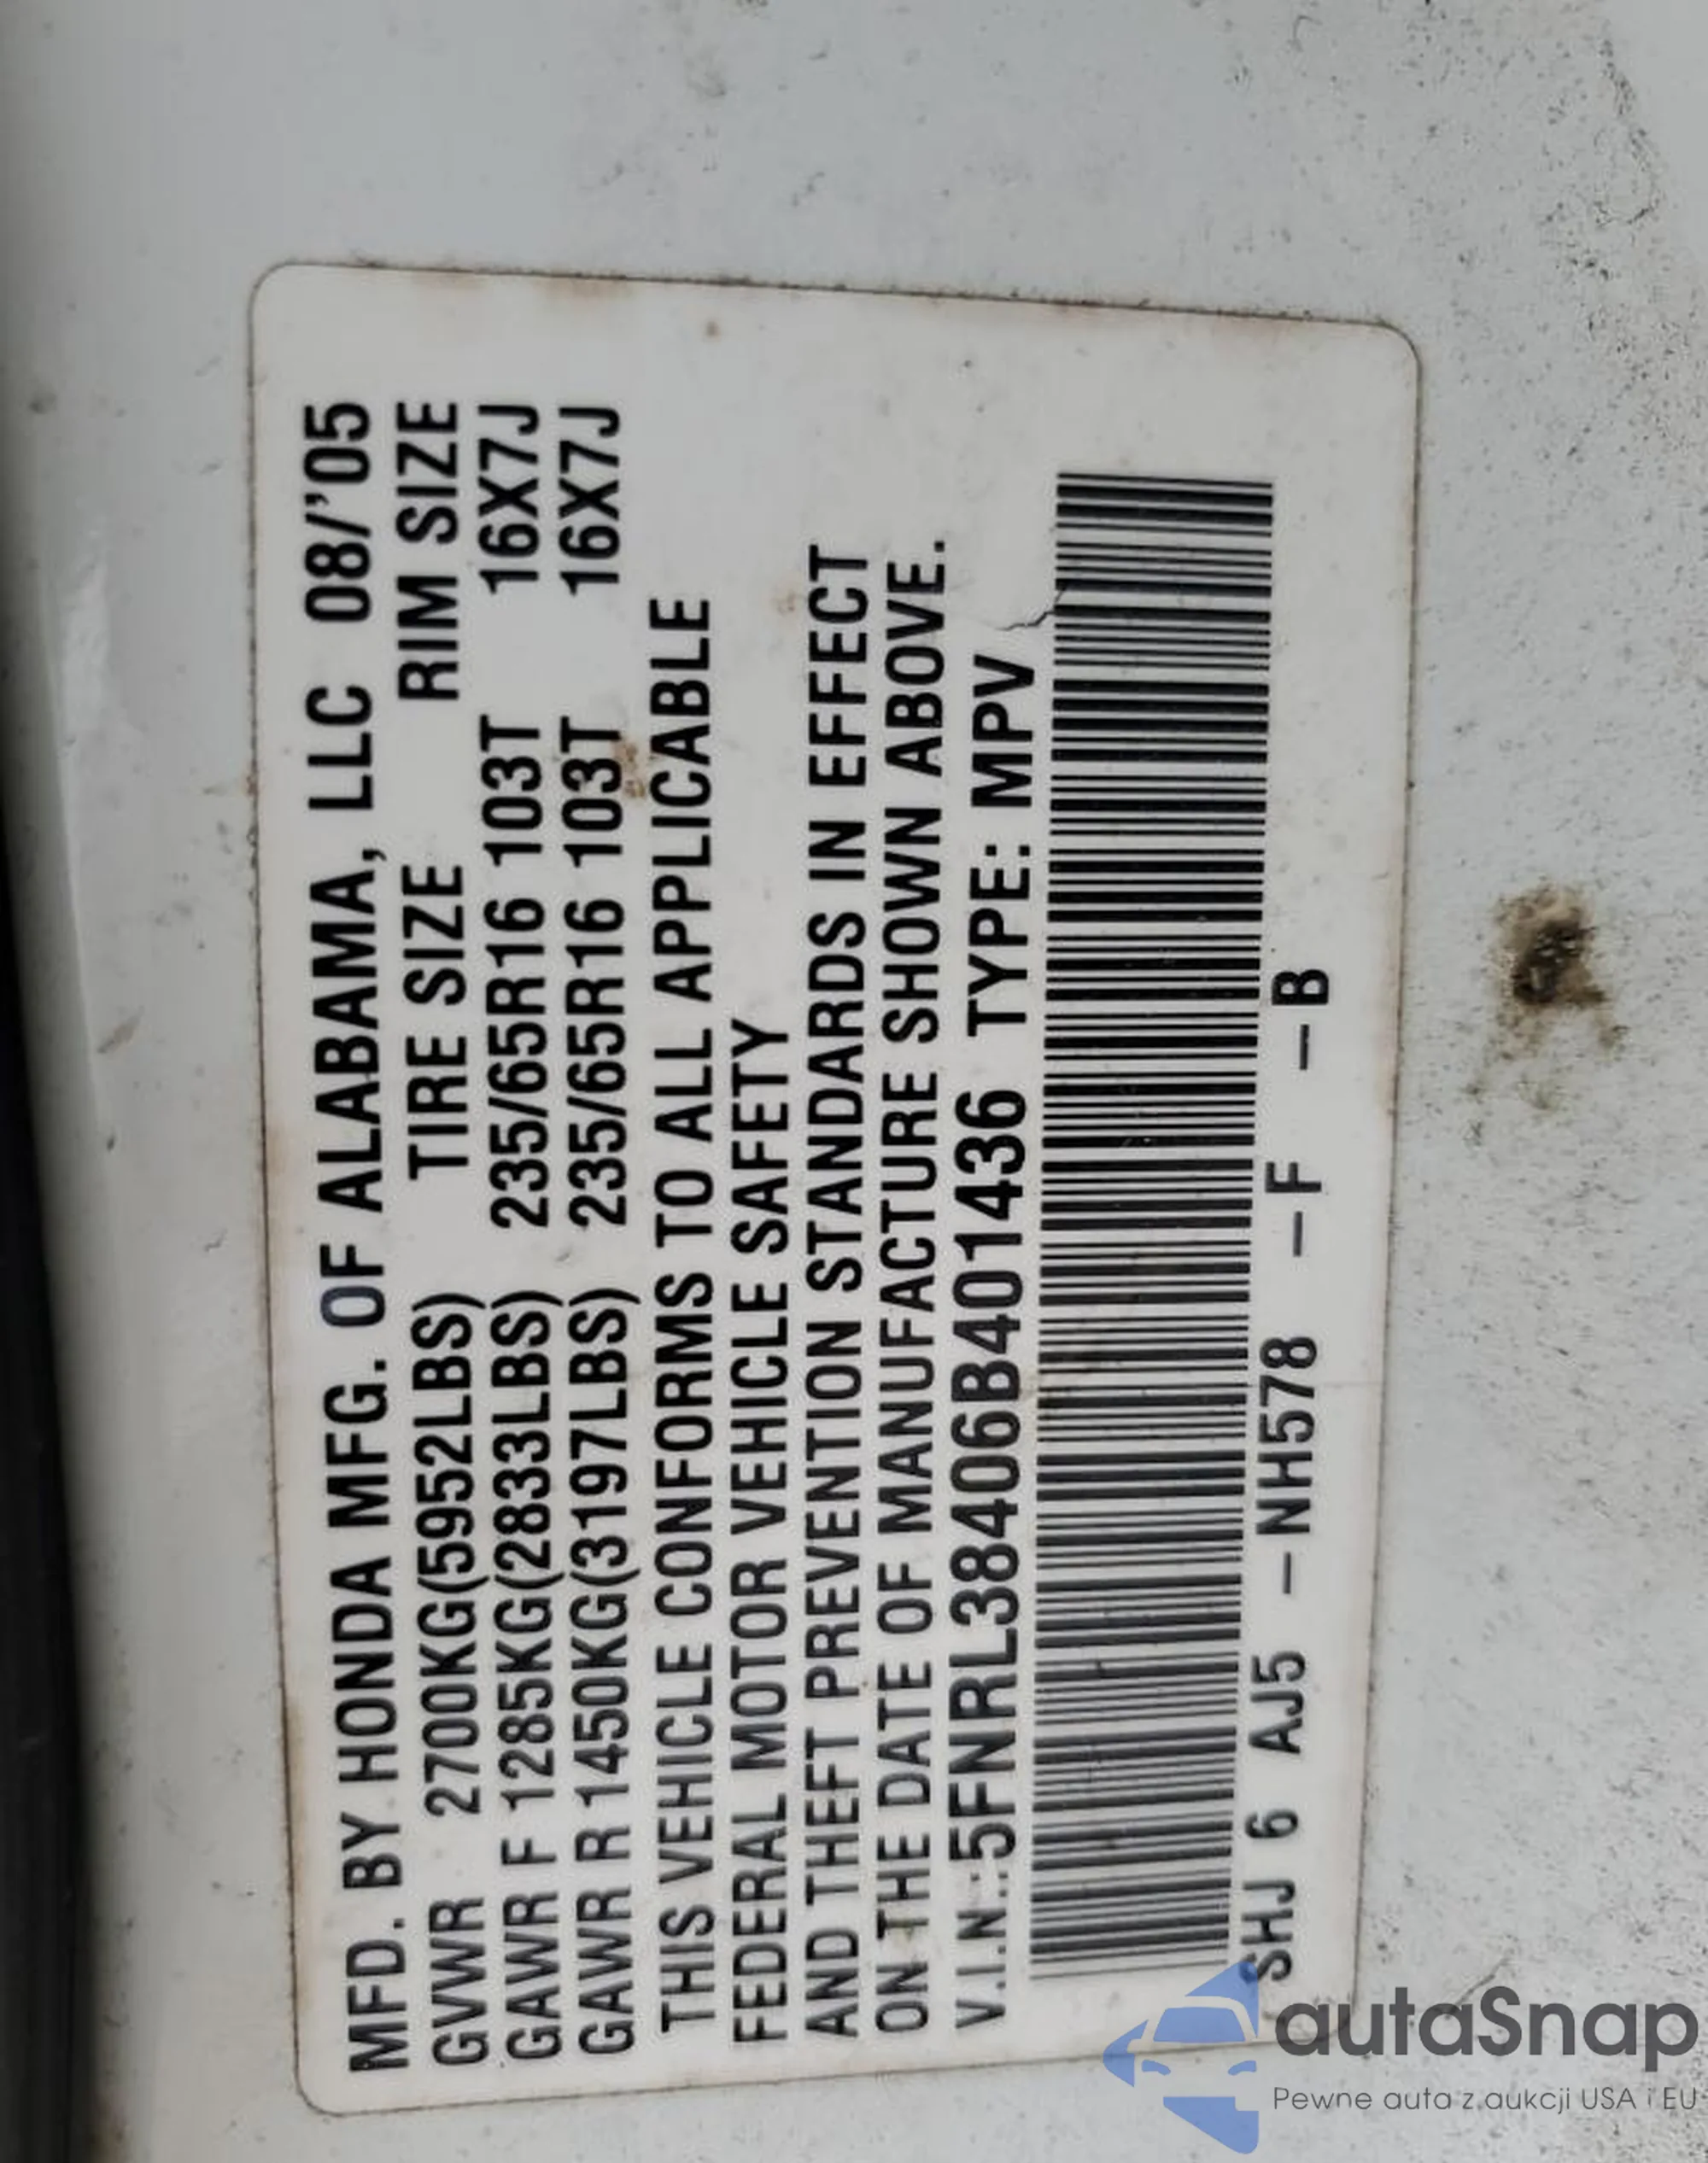 MFD. BY HONDA MFG. OF ALABAMA, LLC 08/'05
GVWR 2700KG(5952LBS) TIRE SIZE RIM SIZE
GAWR F 1285KG(2833LBS) 235/65R16 103T 16X7J
GAWR R 1450KG(3197LBS) 235/65R16 103T 16X7J
THIS VEHICLE CONFORMS TO ALL APPLICABLE
FEDERAL MOTOR VEHICLE SAFETY
AND THEFT PREVENTION STANDARDS IN EFFECT
ON THE DATE OF MANUFACTURE SHOWN ABOVE.
V.I.N.:5FNRL38406B401436 TYPE: MPV
SHJ 6 AJ5 –NH578 –F –B
autaSnap
Pewne auta z aukcji USA i EU